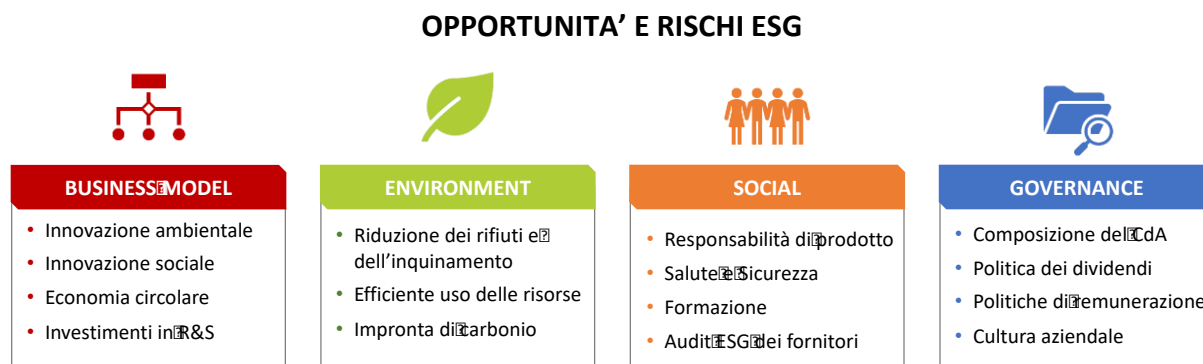 OPPORTUNITA’ E RISCHI ESG
BUSINESS MODEL
• Innovazione ambientale
• Innovazione sociale
• Economia circolare
• Investimenti in R&S
ENVIRONMENT
• Riduzione dei rifiuti e
dell’inquinamento
• Efficiente uso delle risorse
• Impronta di carbonio
SOCIAL
• Responsabilità di prodotto
• Salute e Sicurezza
• Formazione
• Audit ESG dei fornitori
GOVERNANCE
• Composizione del CdA
• Politica dei dividendi
• Politiche di remunerazione
• Cultura aziendale